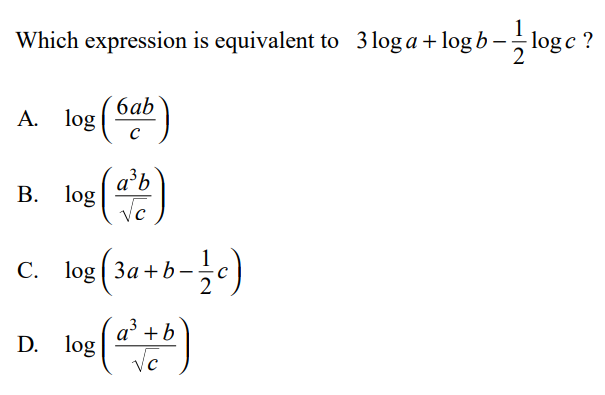 Which expression is equivalent to 3 log a + log b − 1/2 log c ?
A. log(6ab/c)
B. log(a³b/√c)
C. log(3a + b − 1/2 c)
D. log((a³ + b)/√c)